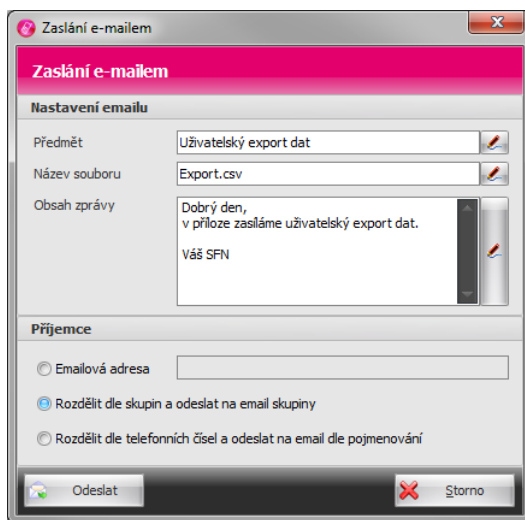 Zaslání e-mailem
Zaslání e-mailem
Nastavení emailu
Předmět Uživatelský export dat
Název souboru Export.csv
Obsah zprávy Dobrý den,
v příloze zasíláme uživatelský export dat.
Váš SFN
Příjemce
Emailová adresa
Rozdělit dle skupin a odeslat na email skupiny
Rozdělit dle telefonních čísel a odeslat na email dle pojmenování
Odeslat Storno